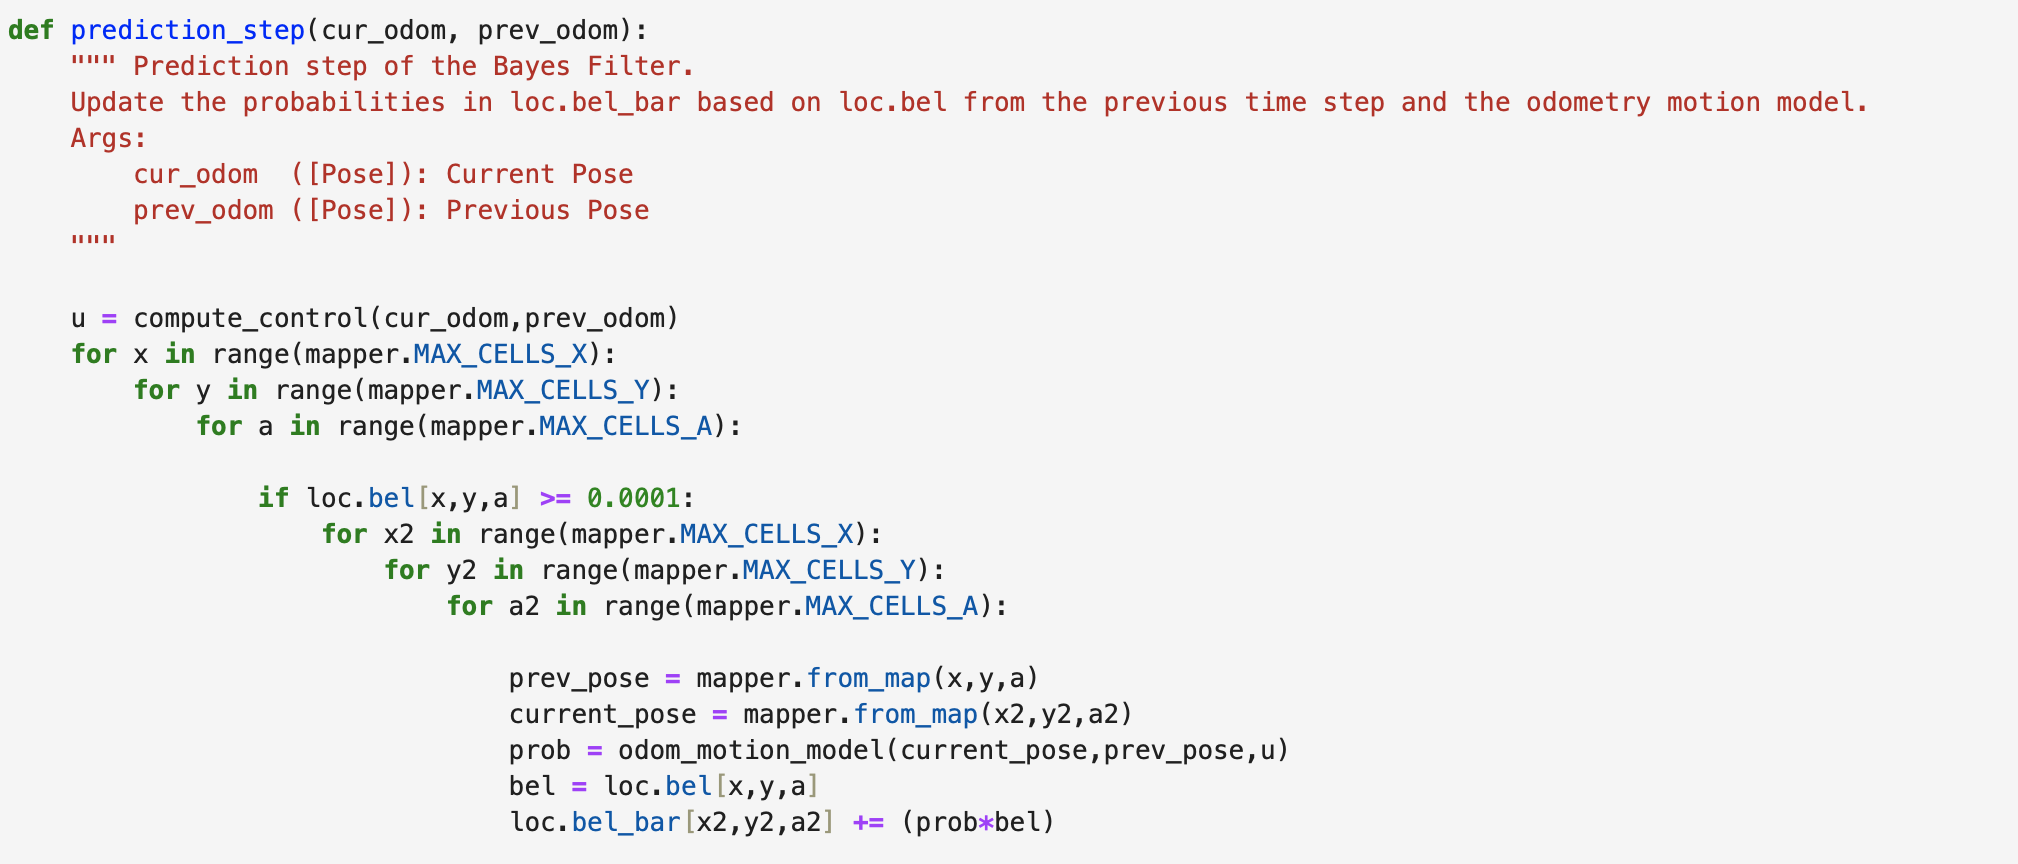 def prediction_step(cur_odom, prev_odom):
    """ Prediction step of the Bayes Filter.
    Update the probabilities in loc.bel_bar based on loc.bel from the previous time step and the odometry motion model.
    Args:
        cur_odom  ([Pose]): Current Pose
        prev_odom ([Pose]): Previous Pose
    """
    u = compute_control(cur_odom,prev_odom)
    for x in range(mapper.MAX_CELLS_X):
        for y in range(mapper.MAX_CELLS_Y):
            for a in range(mapper.MAX_CELLS_A):
                if loc.bel[x,y,a] >= 0.0001:
                    for x2 in range(mapper.MAX_CELLS_X):
                        for y2 in range(mapper.MAX_CELLS_Y):
                            for a2 in range(mapper.MAX_CELLS_A):
                                prev_pose = mapper.from_map(x,y,a)
                                current_pose = mapper.from_map(x2,y2,a2)
                                prob = odom_motion_model(current_pose,prev_pose,u)
                                bel = loc.bel[x,y,a]
                                loc.bel_bar[x2,y2,a2] += (prob*bel)